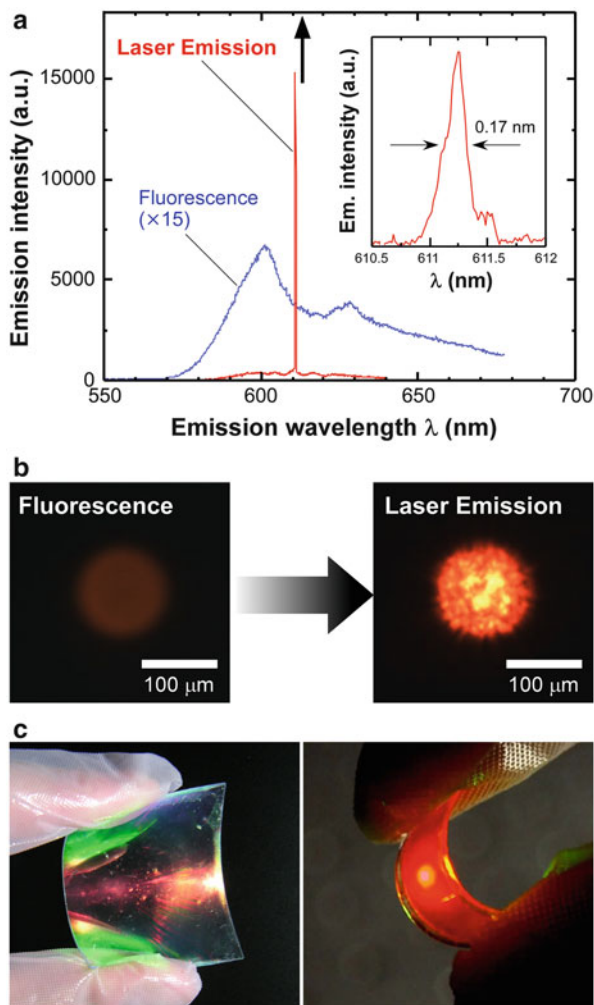 a
Laser Emission
Fluorescence
(×15)
Emission intensity (a.u.)
15000
10000
5000
0
550
600
650
700
Emission wavelength λ (nm)
Em. intensity (a.u.)
0.17 nm
610.5
611
611.5
612
λ (nm)
b
Fluorescence
100 μm
Laser Emission
100 μm
c